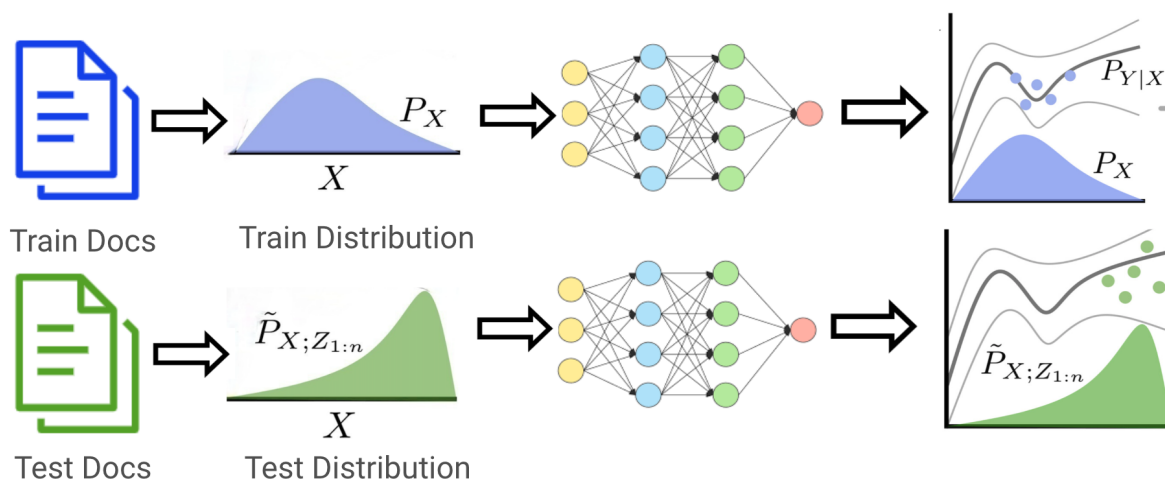 P_X
X
P_{Y|X}
P_X
Train Docs
Train Distribution
\tilde{P}_{X;Z_{1:n}}
X
\tilde{P}_{X;Z_{1:n}}
Test Docs
Test Distribution